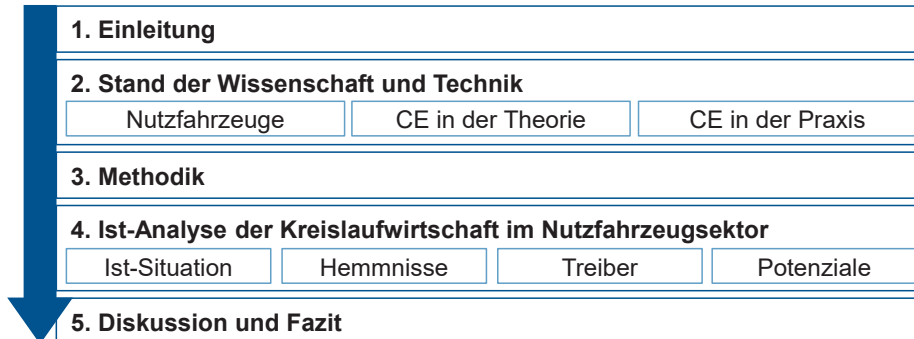 1. Einleitung
2. Stand der Wissenschaft und Technik
Nutzfahrzeuge CE in der Theorie CE in der Praxis
3. Methodik
4. Ist-Analyse der Kreislaufwirtschaft im Nutzfahrzeugsektor
Ist-Situation Hemmnisse Treiber Potenziale
5. Diskussion und Fazit